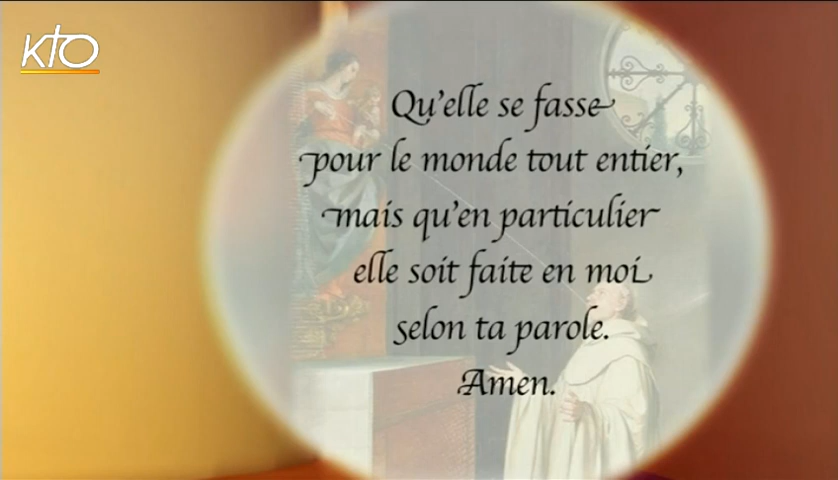 KTO
Qu'elle se fasse
pour le monde tout entier,
mais qu'en particulier
elle soit faite en moi
selon ta parole.
Amen.